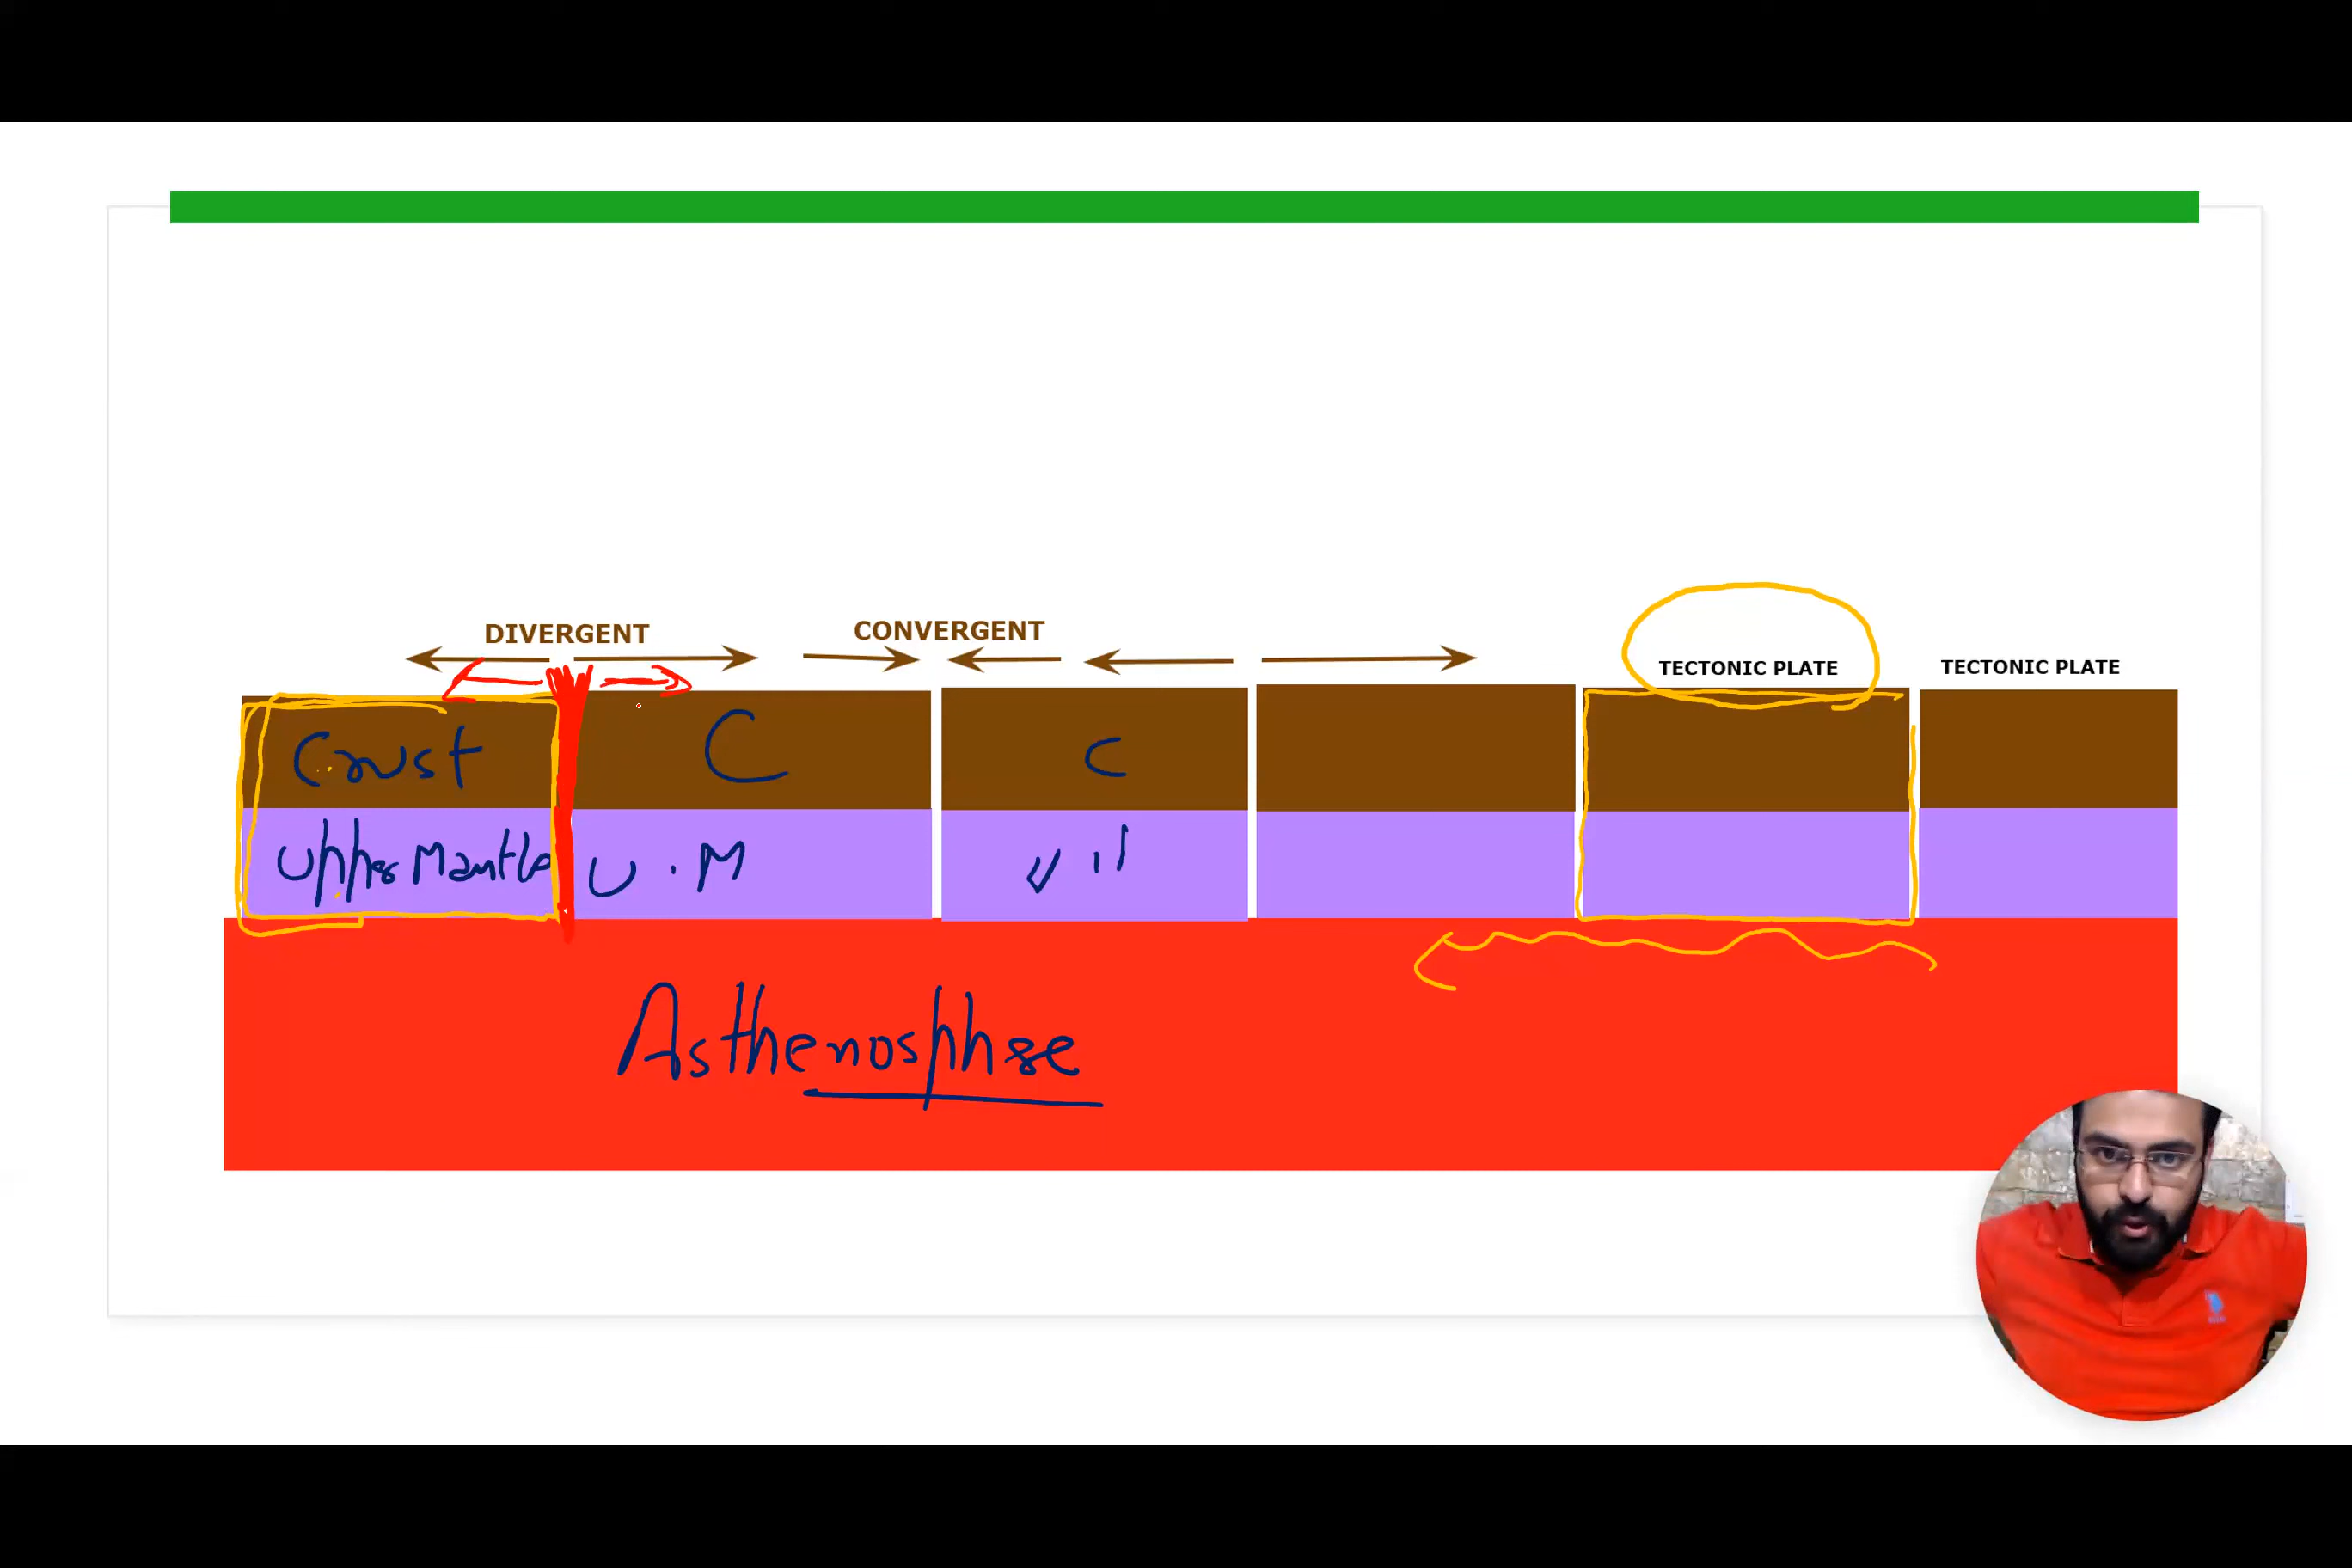 DIVERGENT
CONVERGENT
TECTONIC PLATE
TECTONIC PLATE
Crust
C
C
Upper Mantle
U.M
Asthenosphere